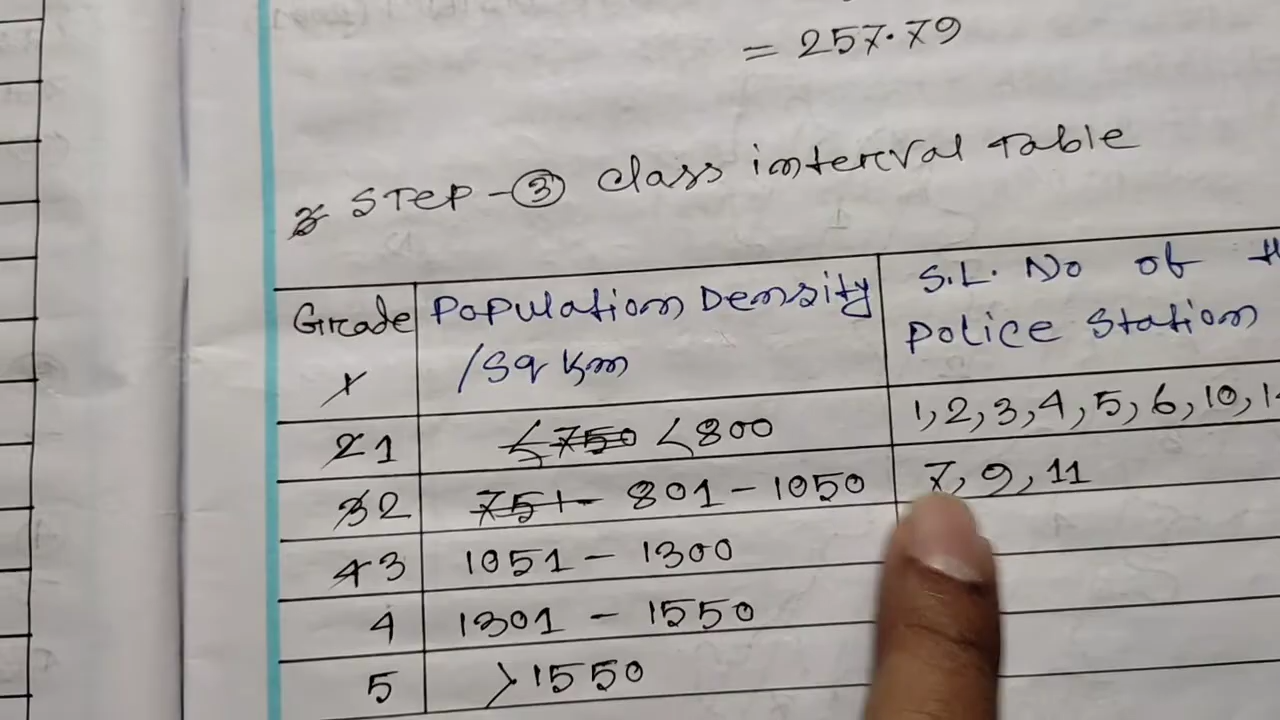 = 257.79
STEP - ③ Class interval Table
Grade Population Density /Sq Km S.L. No of
Police Station
1 <750 <800 1, 2, 3, 4, 5, 6, 10,
2 751 - 801 - 1050 7, 9, 11
3 1051 - 1300
4 1301 - 1550
5 >1550